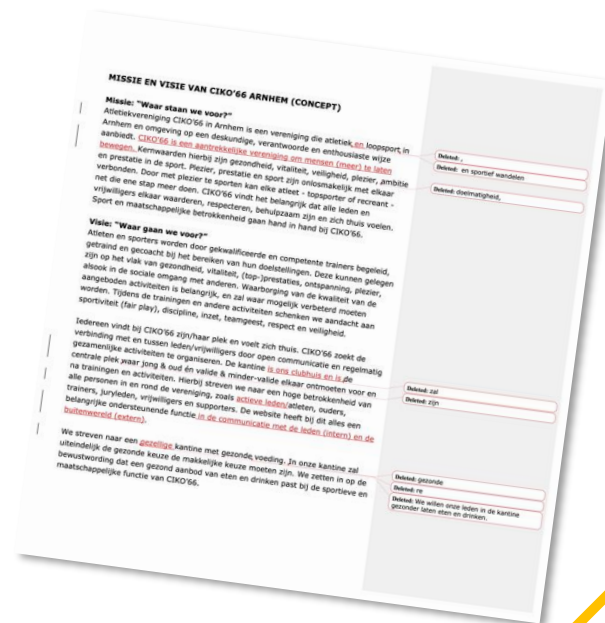 MISSIE EN VISIE VAN CIKO'66 ARNHEM (CONCEPT)
Missie: "Waar staan we voor?"
Atletiekvereniging CIKO'66 in Arnhem is een vereniging die atletiek en loopsport in
Arnhem en omgeving op een deskundige, verantwoorde en enthousiaste wijze
aanbiedt. CIKO'66 is een aantrekkelijke vereniging om mensen (meer) te laten
bewegen. Kernwaarden hierbij zijn gezondheid, vitaliteit, veiligheid, plezier, ambitie
en prestatie in de sport. Plezier, prestatie en sport zijn onlosmakelijk met elkaar
verbonden. Door met plezier te sporten kan elke atleet - topsporter of recreant -
net die ene stap meer doen. CIKO'66 vindt het belangrijk dat alle leden en
vrijwilligers elkaar waarderen, respecteren, behulpzaam zijn en zich thuis voelen.
Sport en maatschappelijke betrokkenheid gaan hand in hand bij CIKO'66.
Visie: "Waar gaan we voor?"
Atleten en sporters worden door gekwalificeerde en competente trainers begeleid,
getraind en gecoacht bij het bereiken van hun doelstellingen. Deze kunnen gelegen
zijn op het vlak van gezondheid, vitaliteit, (top-)prestaties, ontspanning, plezier,
alsook in de sociale omgang met anderen. Waarborging van de kwaliteit van de
aangeboden activiteiten is belangrijk, en zal waar mogelijk verbeterd moeten
worden. Tijdens de trainingen en andere activiteiten schenken we aandacht aan
sportiviteit (fair play), discipline, inzet, teamgeest, respect en veiligheid.
Iedereen vindt bij CIKO'66 zijn/haar plek en voelt zich thuis. CIKO'66 zoekt de
verbinding met en tussen leden/vrijwilligers door open communicatie en regelmatig
gezamenlijke activiteiten te organiseren. De kantine is ons clubhuis en is de
centrale plek waar jong & oud én valide & minder-valide elkaar ontmoeten voor en
na trainingen en activiteiten. Hierbij streven we naar een hoge betrokkenheid van
alle personen in en rond de vereniging, zoals actieve leden/atleten, ouders,
trainers, juryleden, vrijwilligers en supporters. De website heeft bij dit alles een
belangrijke ondersteunende functie in de communicatie met de leden (intern) en de
buitenwereld (extern).
We streven naar een gezellige kantine met gezonde voeding. In onze kantine zal
uiteindelijk de gezonde keuze de makkelijke keuze moeten zijn. We zetten in op de
bewustwording dat een gezond aanbod van eten en drinken past bij de sportieve en
maatschappelijke functie van CIKO'66.
Deleted: ,
Deleted: en sportief wandelen
Deleted: doelmatigheid,
Deleted: zal
Deleted: zijn
Deleted: gezonde
Deleted: re
Deleted: We willen onze leden in de kantine
gezonder laten eten en drinken.